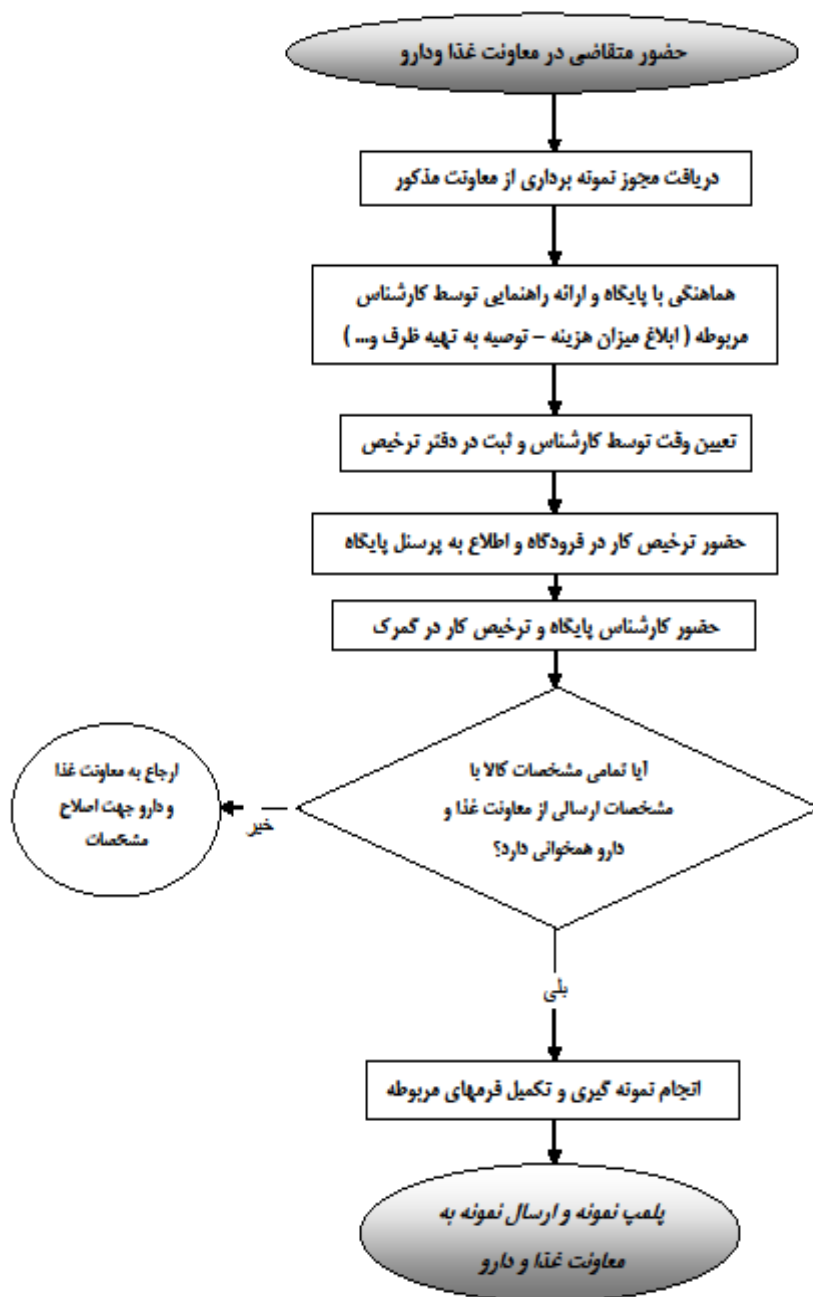 حضور متقاضی در معاونت غذا ودارو
دریافت مجوز نمونه برداری از معاونت مذکور
هماهنگی با پایگاه و ارائه راهنمایی توسط کارشناس
مربوطه ( ابلاغ میزان هزینه – توصیه به تهیه ظرف و... )
تعیین وقت توسط کارشناس و ثبت در دفتر ترخیص
حضور ترخیص کار در فرودگاه و اطلاع به پرسنل پایگاه
حضور کارشناس پایگاه و ترخیص کار در گمرک
آیا تمامی مشخصات کالا با
مشخصات ارسالی از معاونت غذا و
دارو همخوانی دارد؟
خیر
ارجاع به معاونت غذا
و دارو جهت اصلاح
مشخصات
بلی
انجام نمونه گیری و تکمیل فرمهای مربوطه
پلمپ نمونه و ارسال نمونه به
معاونت غذا و دارو